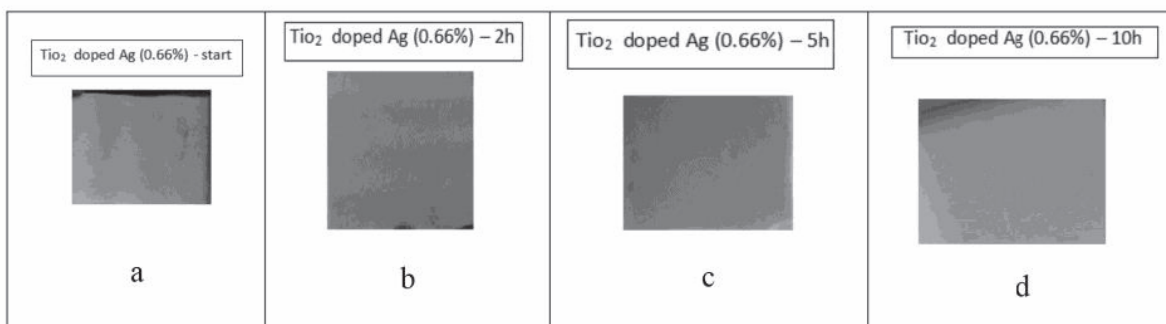 Tio₂ doped Ag (0.66%) - start
Tio₂ doped Ag (0.66%) – 2h
Tio₂ doped Ag (0.66%) – 5h
Tio₂ doped Ag (0.66%) – 10h
a
b
c
d